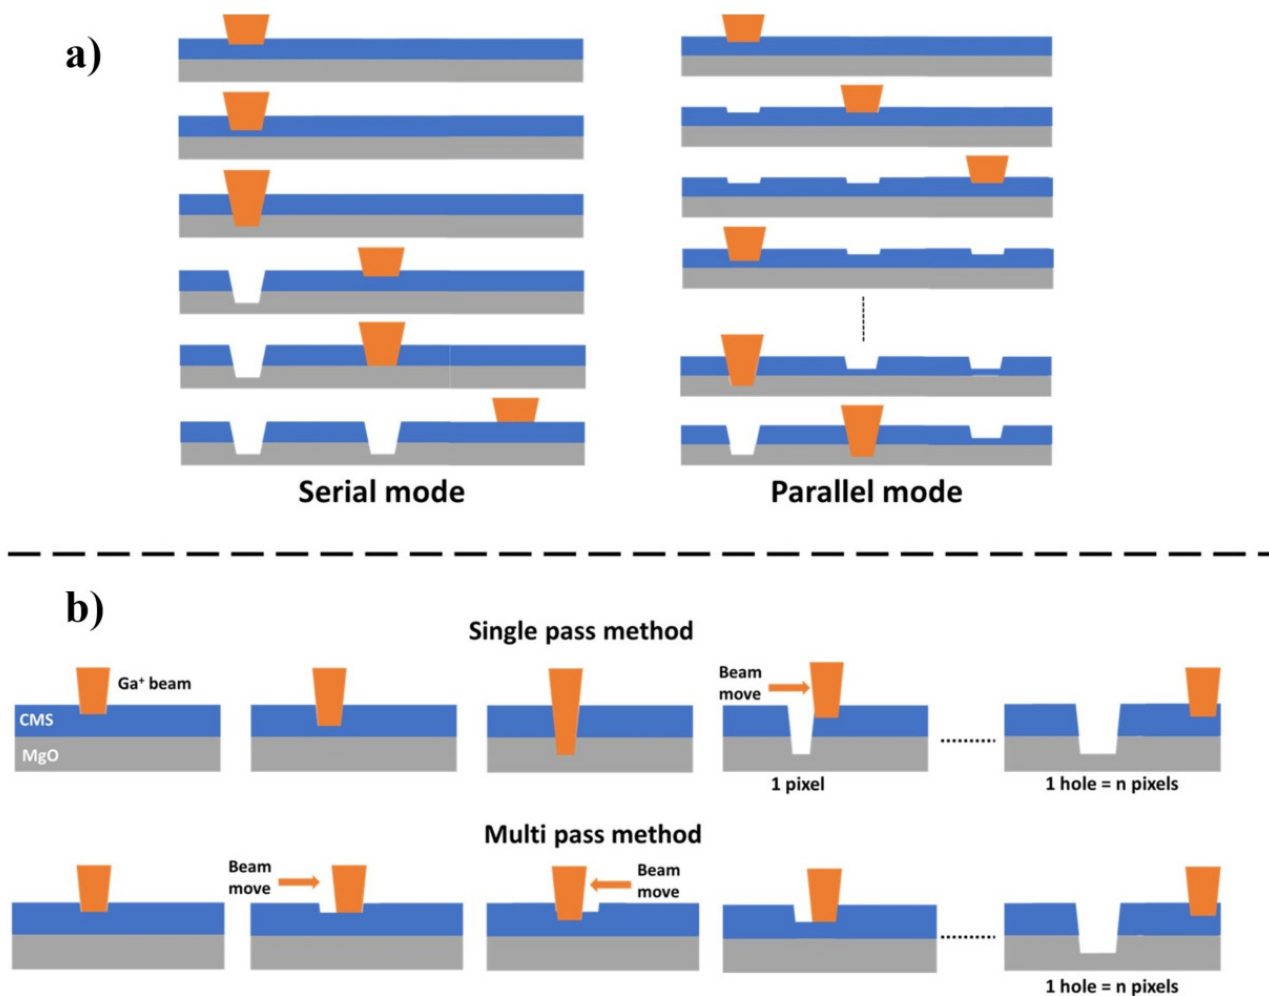 a)
Serial mode
Parallel mode
b)
Single pass method
Ga⁺ beam
CMS
MgO
Beam
move
1 pixel
1 hole = n pixels
Multi pass method
Beam
move
Beam
move
1 hole = n pixels